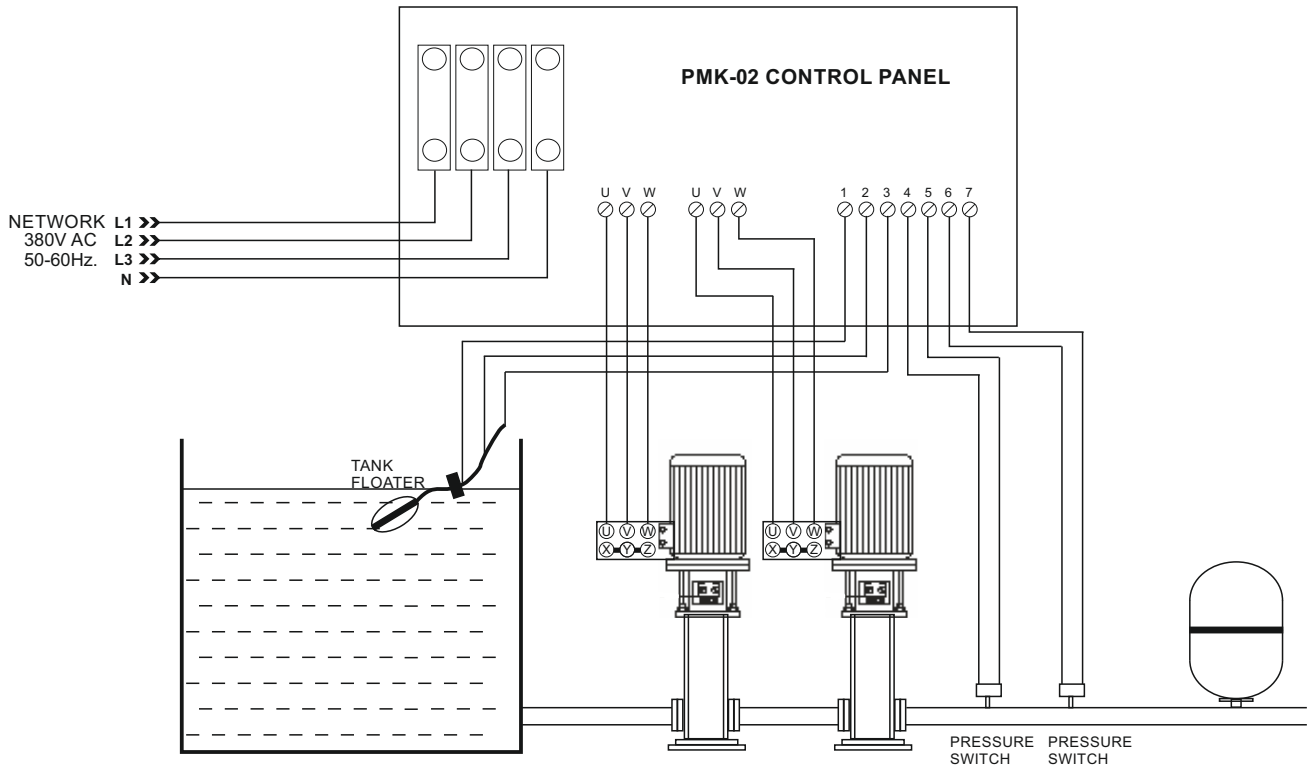 PMK-02 CONTROL PANEL
U V W U V W 1 2 3 4 5 6 7
NETWORK L1
380V AC L2
50-60Hz. L3
N
TANK
FLOATER
U V W U V W
X Y Z X Y Z
PRESSURE PRESSURE
SWITCH SWITCH